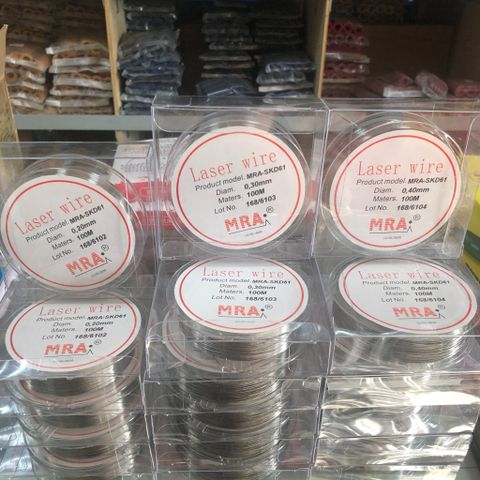 Laser wire
Product model. MRA-SKD61
Diam. 0,20mm
Maters. 100M
Lot No. 168/6102
MRA ®
Laser wire
Product model. MRA-SKD61
Diam. 0,30mm
Maters. 100M
Lot No. 168/6103
MRA ®
Laser wire
Product model. MRA-SKD61
Diam. 0,40mm
Maters. 100M
Lot No. 168/6104
MRA ®
Laser wire
Product model. MRA-SKD61
Diam. 0,20mm
Maters. 100M
Lot No. 168/6102
MRA
Laser wire
Product model. MRA-SKD61
Diam. 0,30mm
Maters. 100M
Lot No. 168/6103
MRA ®
Laser wire
Product model. MRA-SKD61
Diam. 0,40mm
Maters. 100M
Lot No. 168/6104
MRA ®